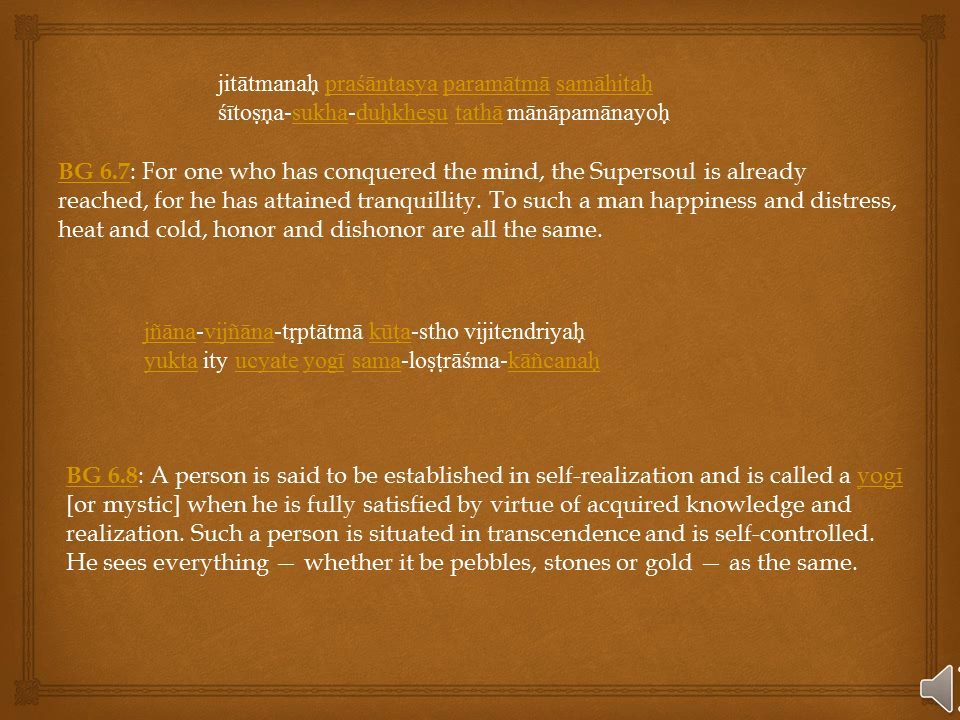 jitātmanaḥ praśāntasya paramātmā samāhitaḥ
śītoṣṇa-sukha-duḥkheṣu tathā mānāpamānayoḥ
BG 6.7: For one who has conquered the mind, the Supersoul is already
reached, for he has attained tranquillity. To such a man happiness and distress,
heat and cold, honor and dishonor are all the same.
jñāna-vijñāna-tṛptātmā kūṭa-stho vijitendriyaḥ
yukta ity ucyate yogī sama-loṣṭrāśma-kāñcanaḥ
BG 6.8: A person is said to be established in self-realization and is called a yogī
[or mystic] when he is fully satisfied by virtue of acquired knowledge and
realization. Such a person is situated in transcendence and is self-controlled.
He sees everything — whether it be pebbles, stones or gold — as the same.